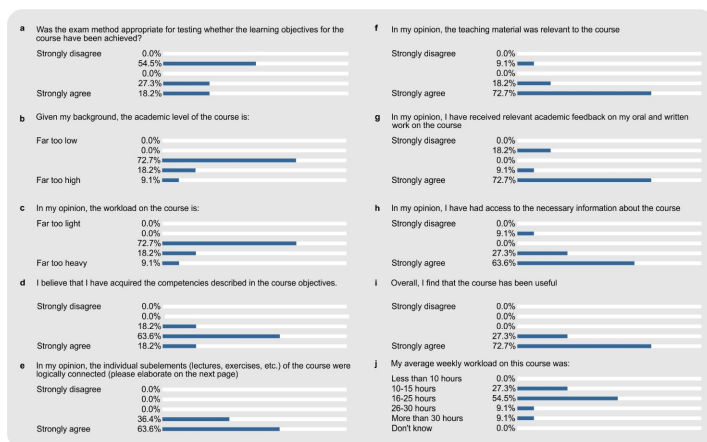 a Was the exam method appropriate for testing whether the learning objectives for the
course have been achieved?
Strongly disagree 0.0%
54.5%
0.0%
27.3%
Strongly agree 18.2%
b Given my background, the academic level of the course is:
Far too low 0.0%
0.0%
72.7%
18.2%
Far too high 9.1%
c In my opinion, the workload on the course is:
Far too light 0.0%
0.0%
72.7%
18.2%
Far too heavy 9.1%
d I believe that I have acquired the competencies described in the course objectives.
Strongly disagree 0.0%
0.0%
18.2%
63.6%
Strongly agree 18.2%
e In my opinion, the individual subelements (lectures, exercises, etc.) of the course were
logically connected (please elaborate on the next page)
Strongly disagree 0.0%
0.0%
0.0%
36.4%
Strongly agree 63.6%
f In my opinion, the teaching material was relevant to the course
Strongly disagree 0.0%
9.1%
0.0%
18.2%
Strongly agree 72.7%
g In my opinion, I have received relevant academic feedback on my oral and written
work on the course
Strongly disagree 0.0%
18.2%
0.0%
9.1%
Strongly agree 72.7%
h In my opinion, I have had access to the necessary information about the course
Strongly disagree 0.0%
9.1%
0.0%
27.3%
Strongly agree 63.6%
i Overall, I find that the course has been useful
Strongly disagree 0.0%
0.0%
0.0%
27.3%
Strongly agree 72.7%
j My average weekly workload on this course was:
Less than 10 hours 0.0%
10-15 hours 27.3%
16-25 hours 54.5%
26-30 hours 9.1%
More than 30 hours 9.1%
Don't know 0.0%